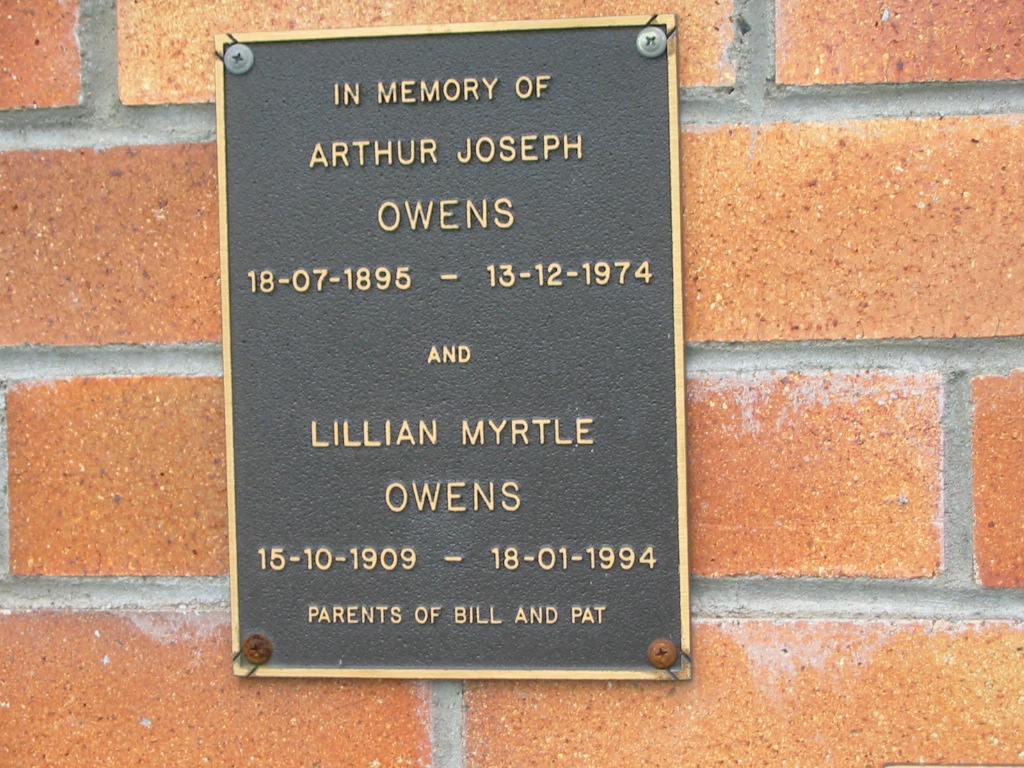 IN MEMORY OF
ARTHUR JOSEPH
OWENS
18-07-1895 - 13-12-1974
AND
LILLIAN MYRTLE
OWENS
15-10-1909 - 18-01-1994
PARENTS OF BILL AND PAT